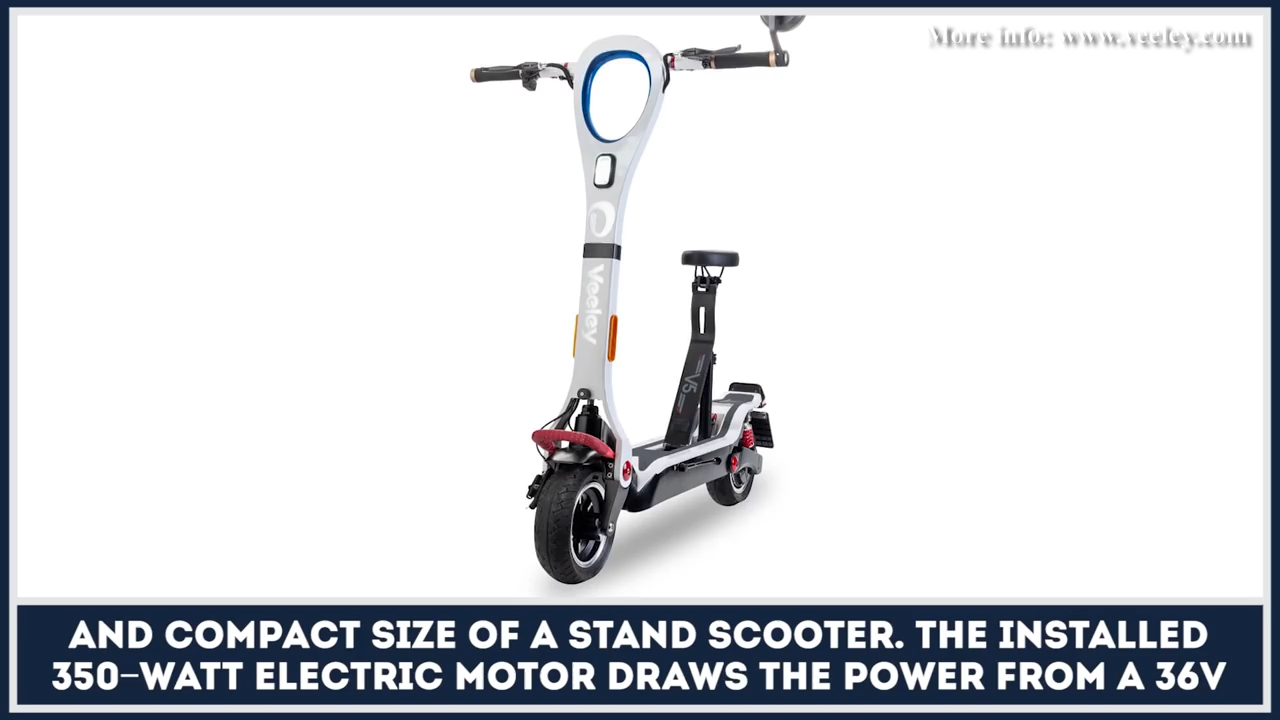 More info: www.veeley.com
Veeley
V5
AND COMPACT SIZE OF A STAND SCOOTER. THE INSTALLED
350-WATT ELECTRIC MOTOR DRAWS THE POWER FROM A 36V